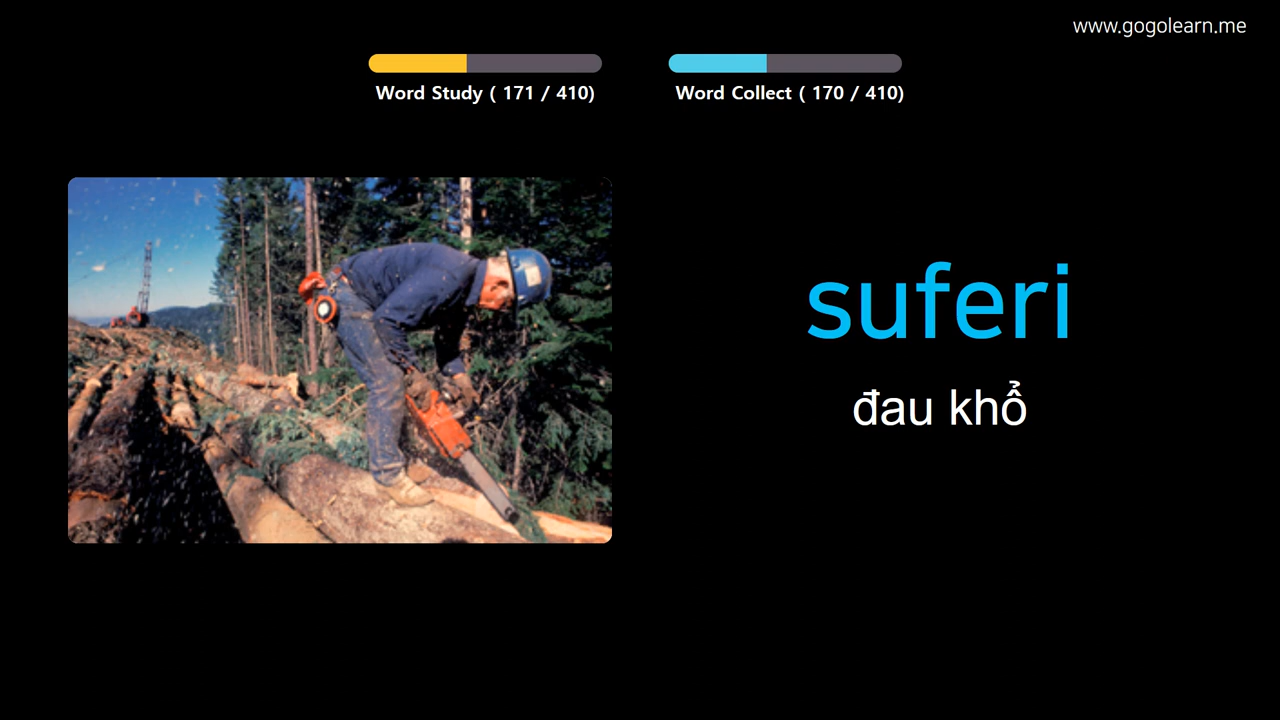 www.gogolearn.me
Word Study ( 171 / 410)
Word Collect ( 170 / 410)
suferi
đau khổ